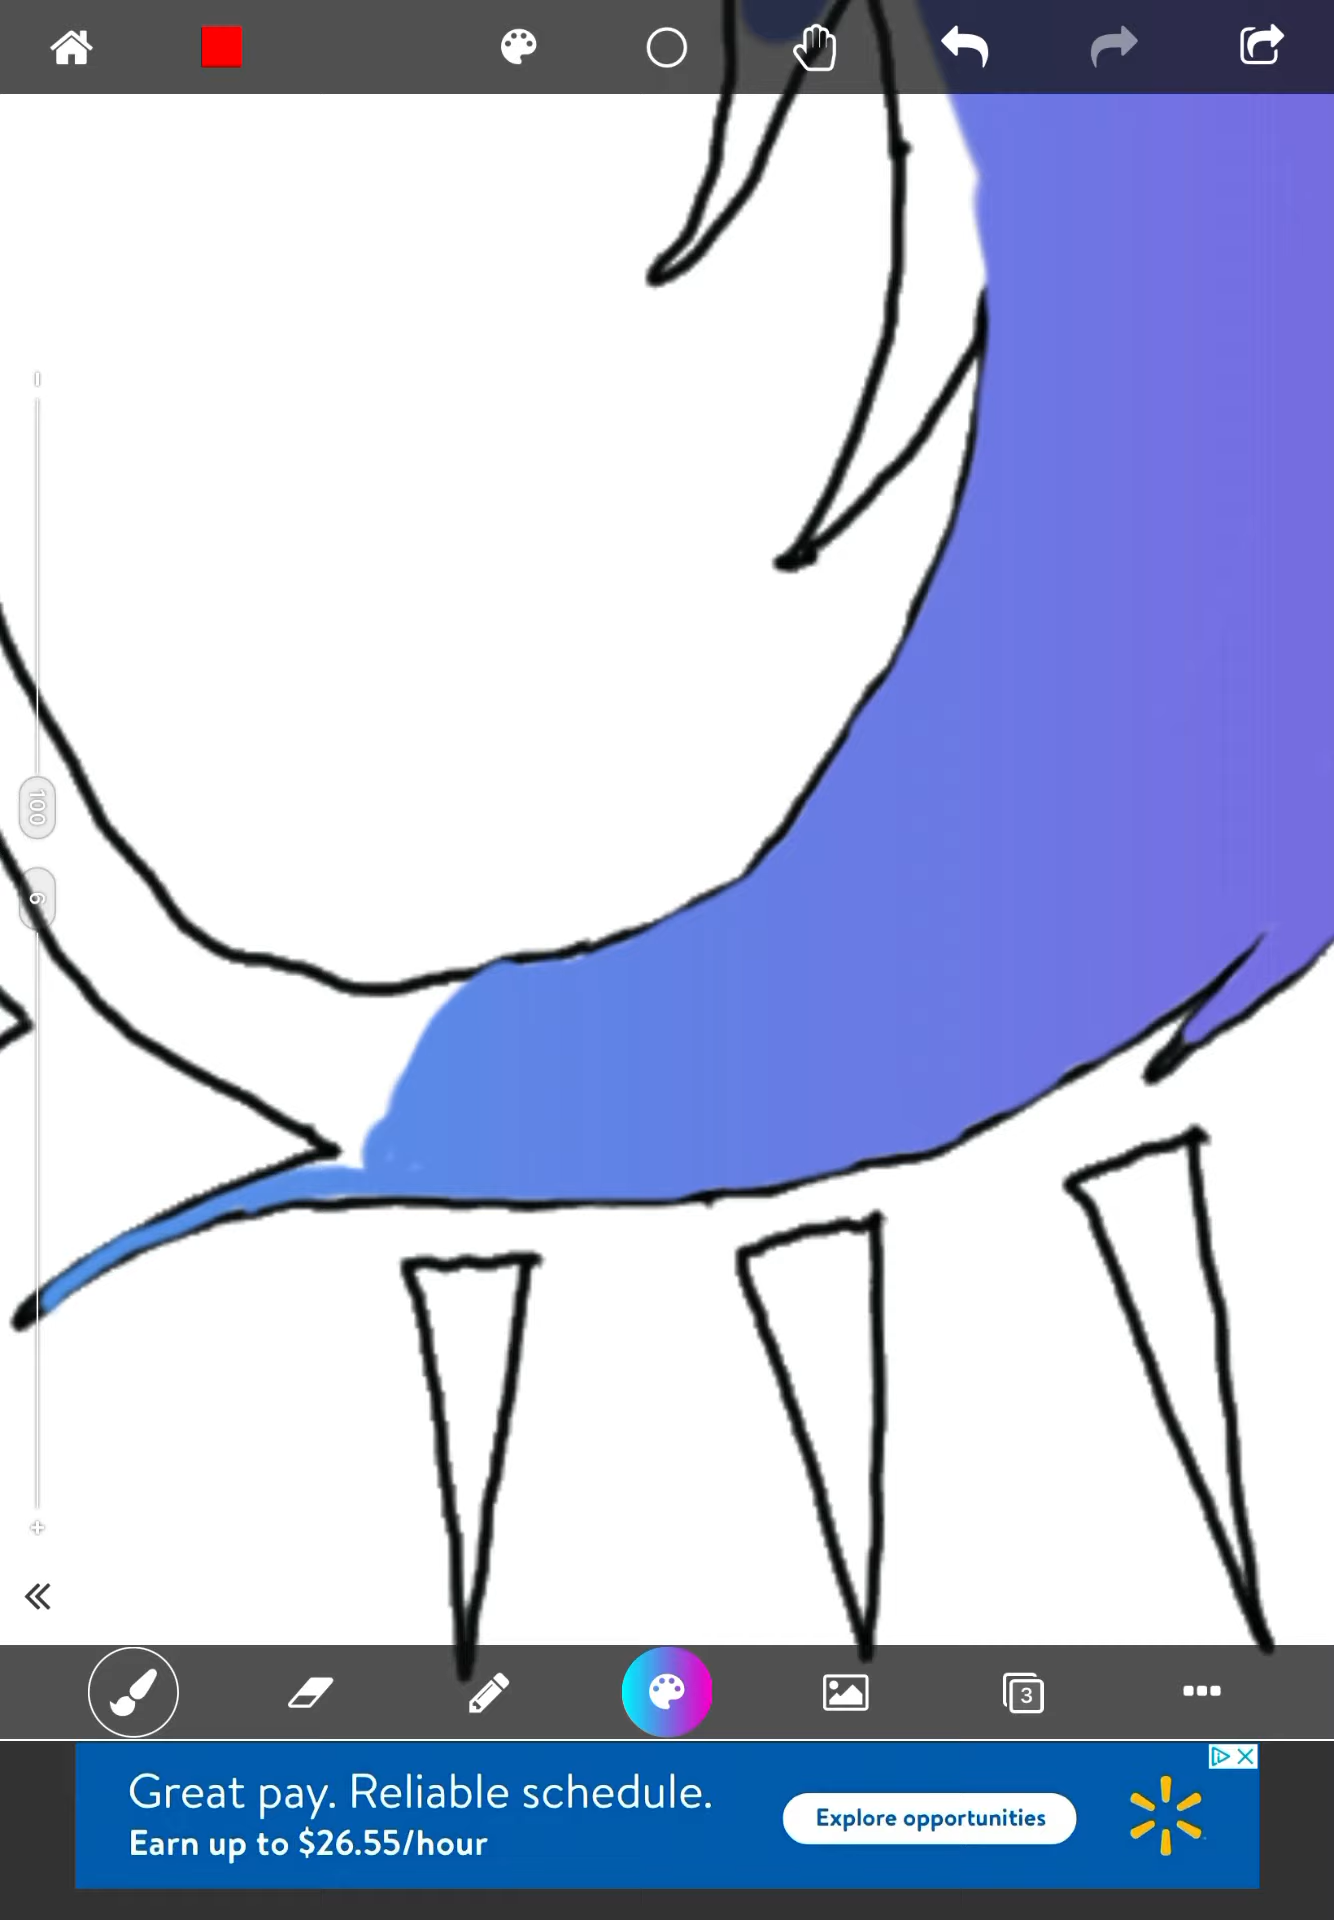 100
6
3
Great pay. Reliable schedule.
Earn up to $26.55/hour
Explore opportunities